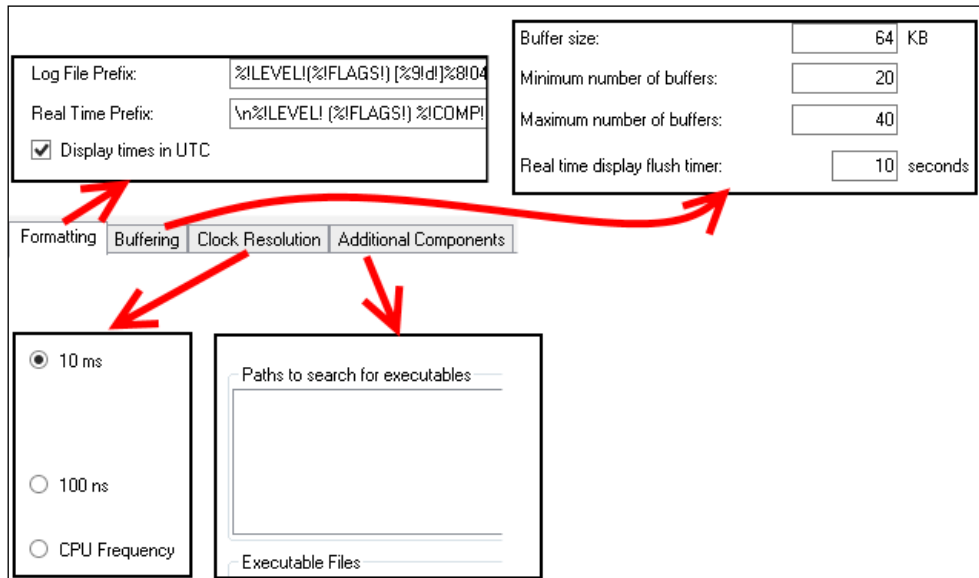 Log File Prefix: %!LEVEL!(%!FLAGS!) [%9!d!]%8!04
Real Time Prefix: \n%!LEVEL! (%!FLAGS!) %!COMP!
Display times in UTC
Buffer size: 64 KB
Minimum number of buffers: 20
Maximum number of buffers: 40
Real time display flush timer: 10 seconds
Formatting Buffering Clock Resolution Additional Components
10 ms
100 ns
CPU Frequency
Paths to search for executables
Executable Files